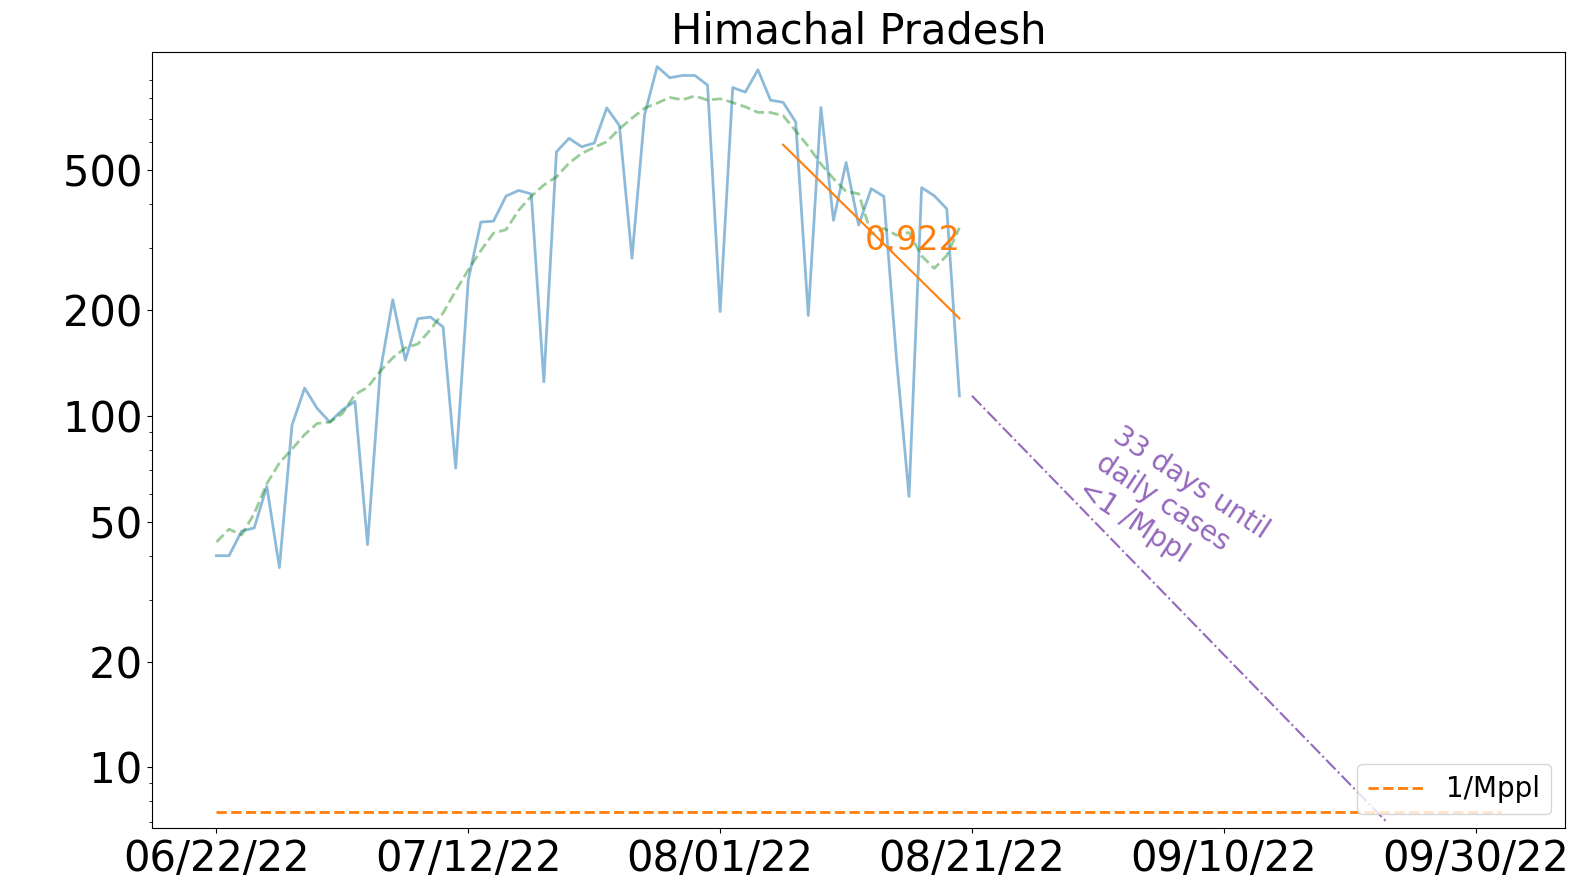 Himachal Pradesh
500
200
100
50
20
10
0.922
33 days until
daily cases
<1 /Mppl
1/Mppl
06/22/22
07/12/22
08/01/22
08/21/22
09/10/22
09/30/22